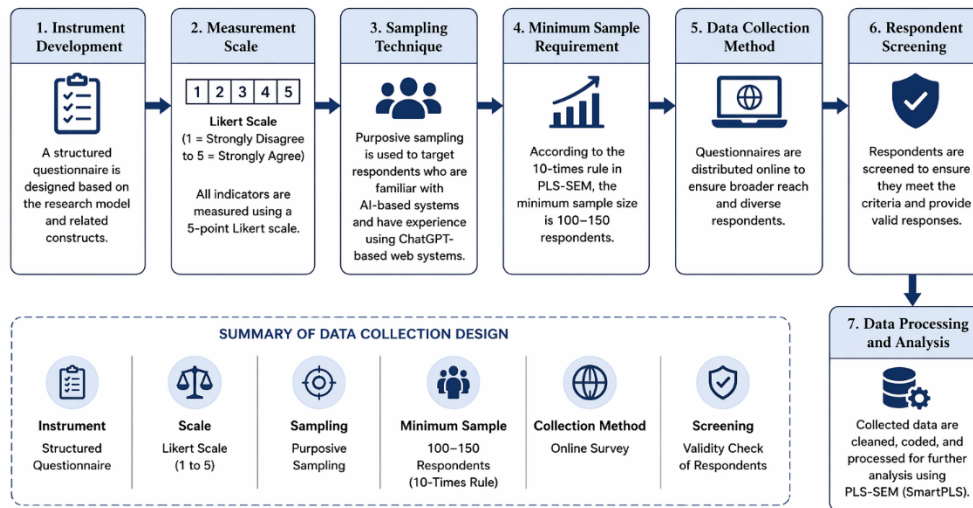 1. Instrument
Development
A structured
questionnaire is
designed based on
the research model
and related
constructs.
2. Measurement
Scale
1 2 3 4 5
Likert Scale
(1 = Strongly Disagree
to 5 = Strongly Agree)
All indicators are
measured using a
5-point Likert scale.
3. Sampling
Technique
Purposive sampling
is used to target
respondents who are
familiar with
AI-based systems
and have experience
using ChatGPT-
based web systems.
4. Minimum Sample
Requirement
According to the
10-times rule in
PLS-SEM, the
minimum sample size
is 100–150
respondents.
5. Data Collection
Method
Questionnaires are
distributed online to
ensure broader reach
and diverse
respondents.
6. Respondent
Screening
Respondents are
screened to ensure
they meet the
criteria and provide
valid responses.
7. Data Processing
and Analysis
Collected data are
cleaned, coded, and
processed for further
analysis using
PLS-SEM (SmartPLS).
SUMMARY OF DATA COLLECTION DESIGN
Instrument
Structured
Questionnaire
Scale
Likert Scale
(1 to 5)
Sampling
Purposive
Sampling
Minimum Sample
100–150
Respondents
(10-Times Rule)
Collection Method
Online Survey
Screening
Validity Check
of Respondents